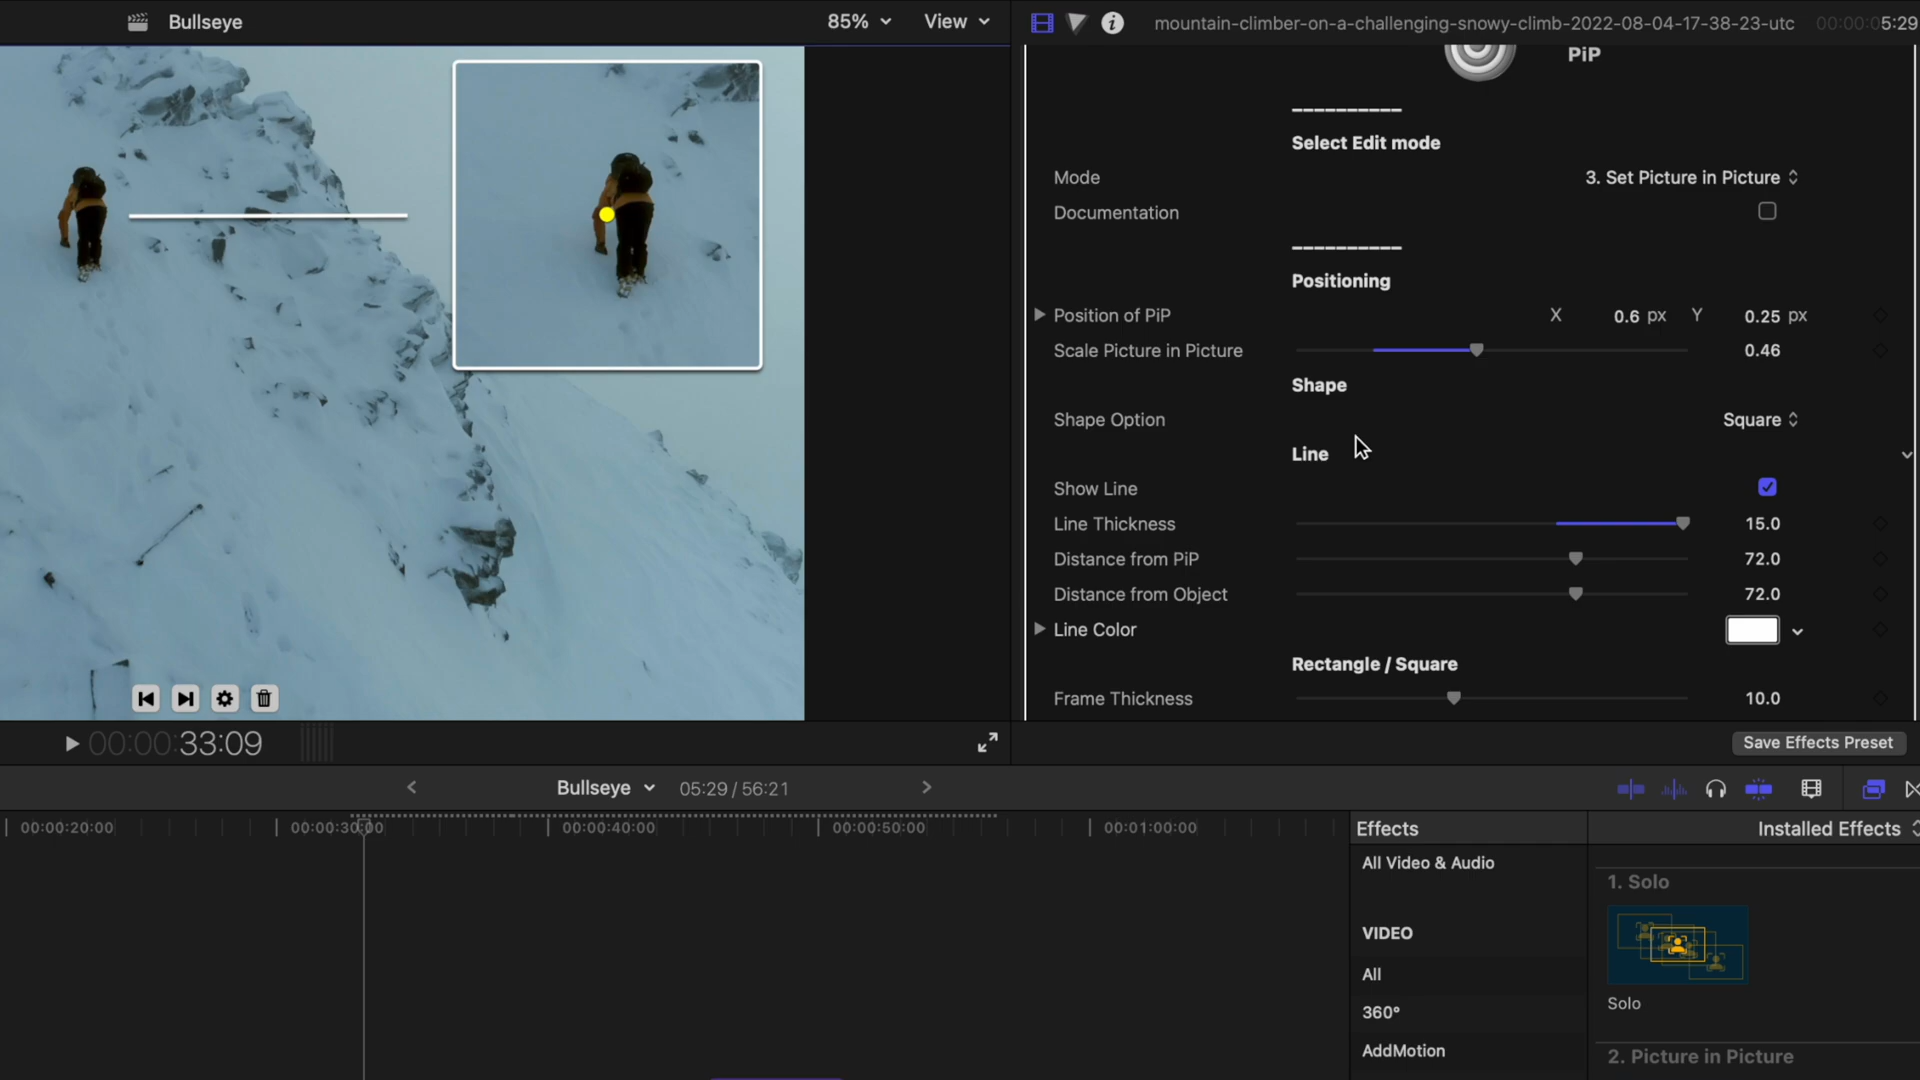 Bullseye
85%
View
mountain-climber-on-a-challenging-snowy-climb-2022-08-04-17-38-23-utc
00:00:05:29
PiP
Select Edit mode
Mode
3. Set Picture in Picture
Documentation
Positioning
Position of PiP
X 0.6 px Y 0.25 px
Scale Picture in Picture
0.46
Shape
Shape Option
Square
Line
Show Line
Line Thickness
15.0
Distance from PiP
72.0
Distance from Object
72.0
Line Color
Rectangle / Square
Frame Thickness
10.0
00:00:33:09
Save Effects Preset
Bullseye
05:29 / 56:21
00:00:20:00
00:00:30:00
00:00:40:00
00:00:50:00
00:01:00:00
Effects
Installed Effects
All Video & Audio
1. Solo
VIDEO
All
Solo
360°
AddMotion
2. Picture in Picture